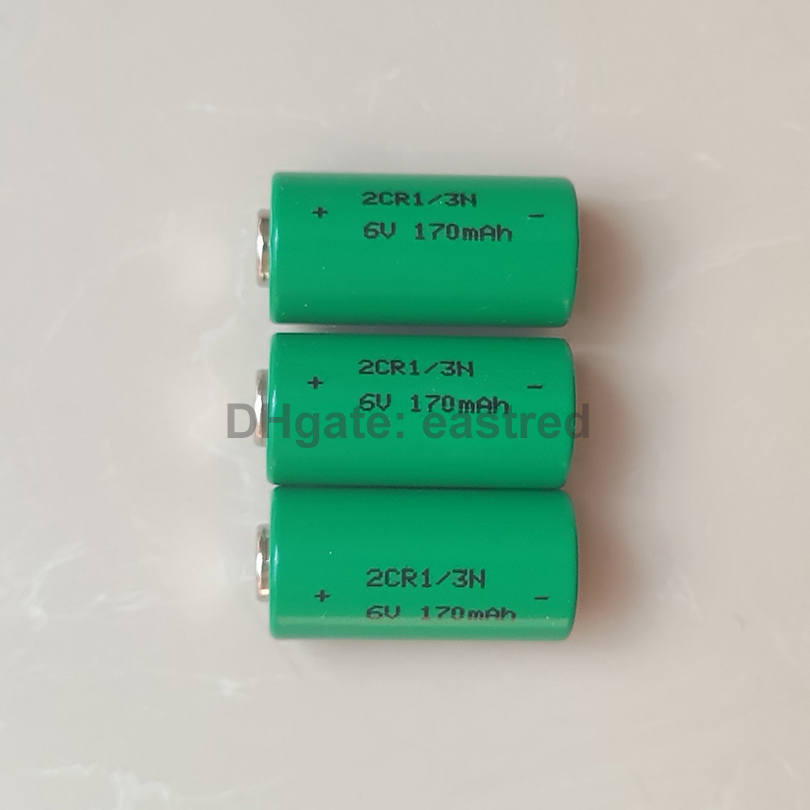 2CR1/3N
+ -
6V 170mAh
2CR1/3N
+ -
6V 170mAh
DHgate: eastred
2CR1/3N
+ -
6V 170mAh